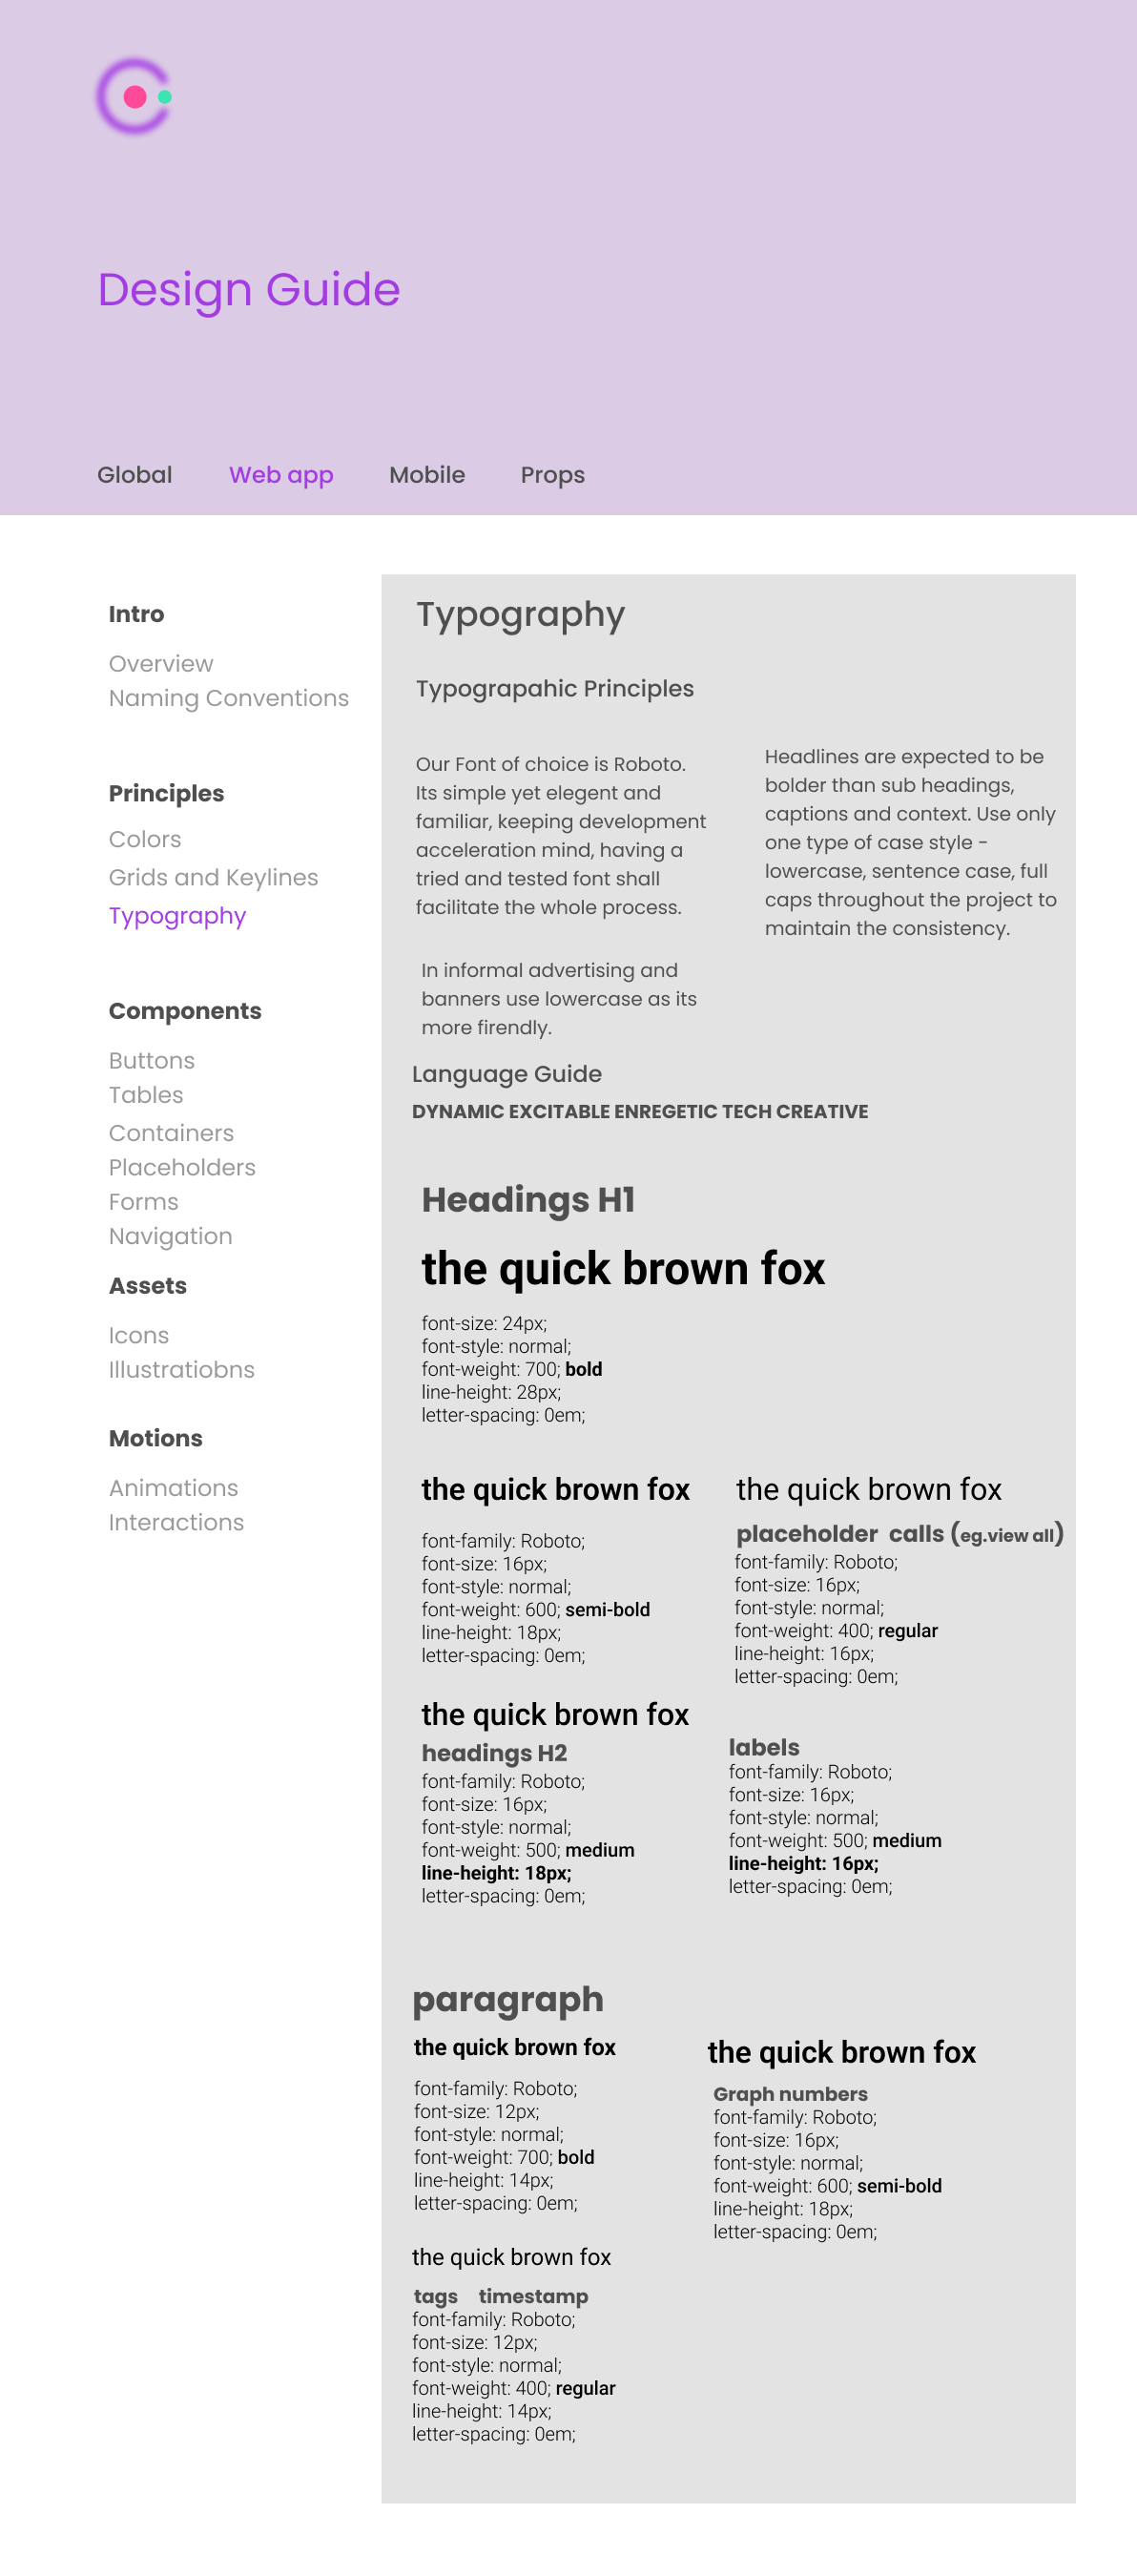 Design Guide
Global Web app Mobile Props
Intro
Overview
Naming Conventions
Principles
Colors
Grids and Keylines
Typography
Components
Buttons
Tables
Containers
Placeholders
Forms
Navigation
Assets
Icons
Illustratiobns
Motions
Animations
Interactions
Typography
Typograpahic Principles
Our Font of choice is Roboto.
Its simple yet elegent and
familiar, keeping development
acceleration mind, having a
tried and tested font shall
facilitate the whole process.
Headlines are expected to be
bolder than sub headings,
captions and context. Use only
one type of case style -
lowercase, sentence case, full
caps throughout the project to
maintain the consistency.
In informal advertising and
banners use lowercase as its
more firendly.
Language Guide
DYNAMIC EXCITABLE ENREGETIC TECH CREATIVE
Headings H1
the quick brown fox
font-size: 24px;
font-style: normal;
font-weight: 700; bold
line-height: 28px;
letter-spacing: 0em;
the quick brown fox
font-family: Roboto;
font-size: 16px;
font-style: normal;
font-weight: 600; semi-bold
line-height: 18px;
letter-spacing: 0em;
the quick brown fox
placeholder calls (eg.view all)
font-family: Roboto;
font-size: 16px;
font-style: normal;
font-weight: 400; regular
line-height: 16px;
letter-spacing: 0em;
the quick brown fox
headings H2
font-family: Roboto;
font-size: 16px;
font-style: normal;
font-weight: 500; medium
line-height: 18px;
letter-spacing: 0em;
labels
font-family: Roboto;
font-size: 16px;
font-style: normal;
font-weight: 500; medium
line-height: 16px;
letter-spacing: 0em;
paragraph
the quick brown fox
font-family: Roboto;
font-size: 12px;
font-style: normal;
font-weight: 700; bold
line-height: 14px;
letter-spacing: 0em;
the quick brown fox
Graph numbers
font-family: Roboto;
font-size: 16px;
font-style: normal;
font-weight: 600; semi-bold
line-height: 18px;
letter-spacing: 0em;
the quick brown fox
tags timestamp
font-family: Roboto;
font-size: 12px;
font-style: normal;
font-weight: 400; regular
line-height: 14px;
letter-spacing: 0em;